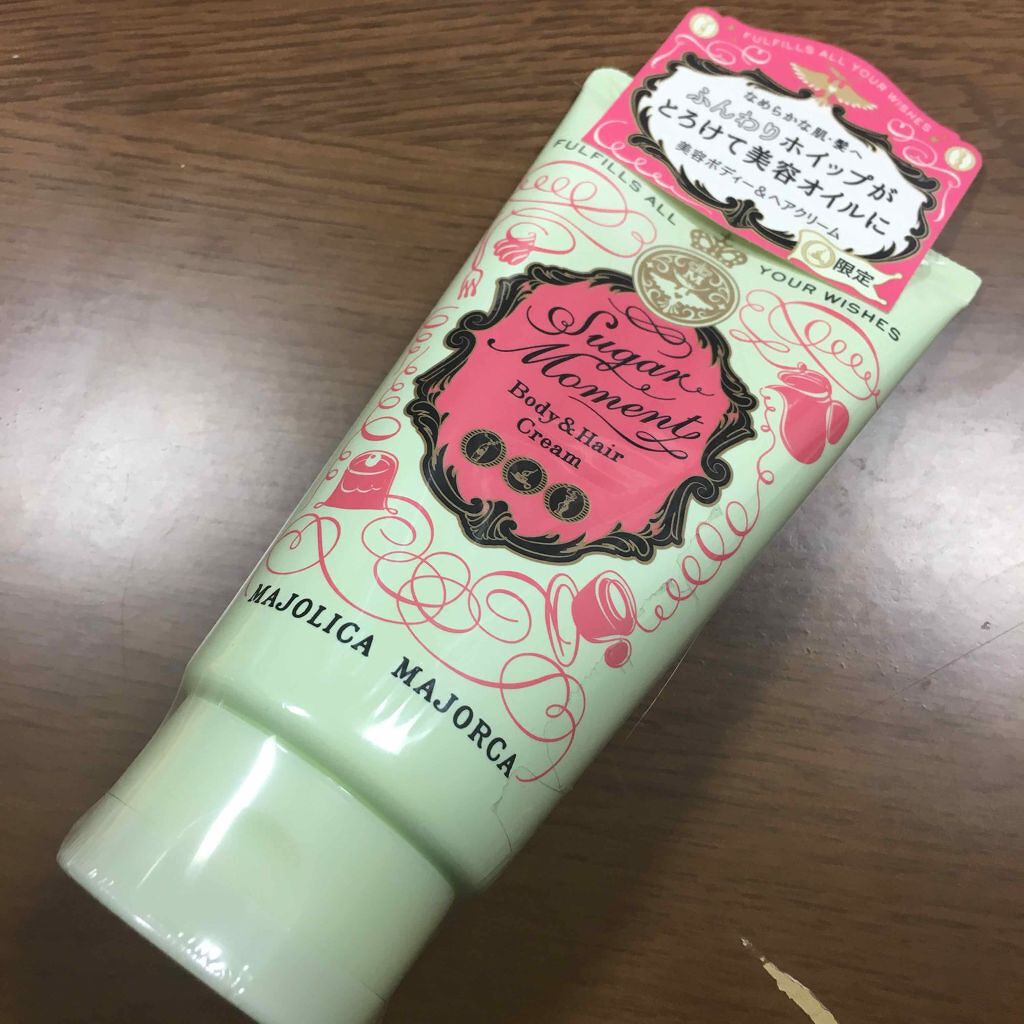 FULFILLS ALL YOUR WISHES
なめらかな肌・髪へ
ふんわりホイップが
とろけて美容オイルに
美容ボディー&ヘアクリーム
限定
FULFILLS ALL YOUR WISHES
Sugar
Moment
Body & Hair
Cream
MAJOLICA MAJORCA